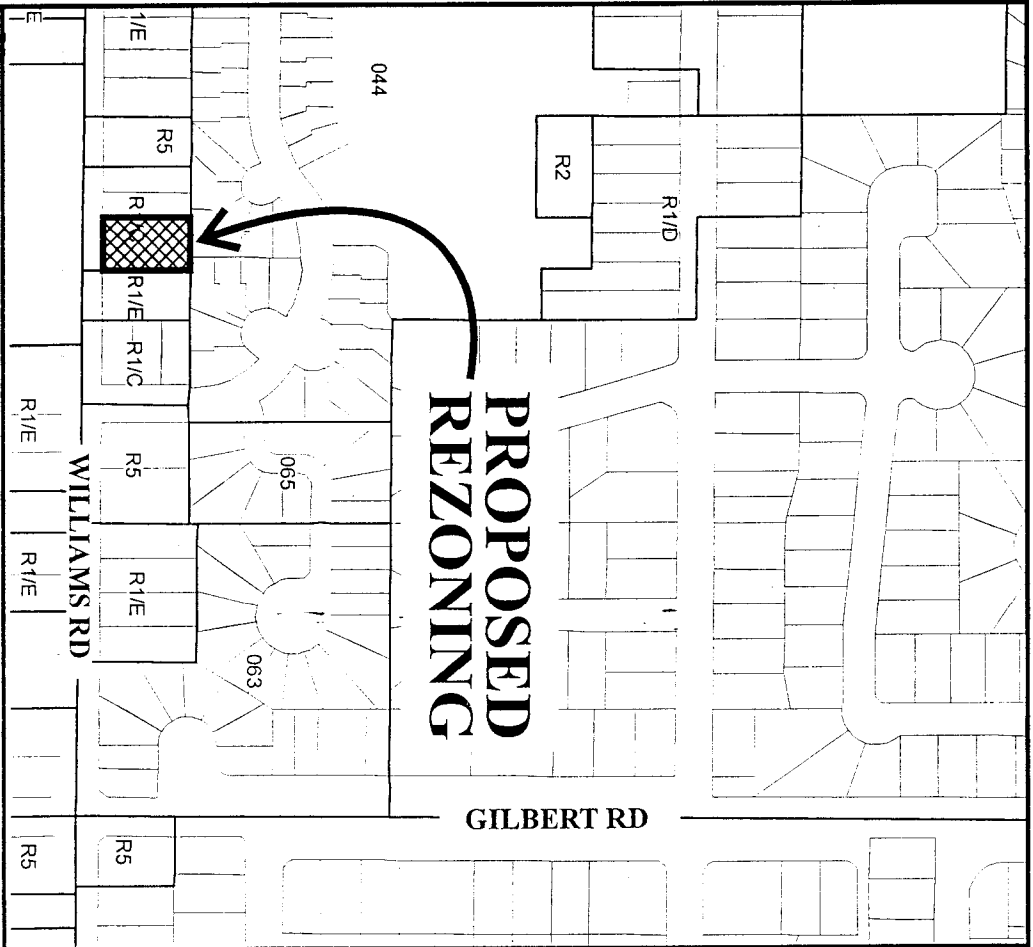 R1/D
R2
PROPOSED
REZONING
GILBERT RD
044
065
063
1/E
R5
R1/E
R1/C
R5
R1/E
R5
WILLIAMS RD
E
R1/E
R1/E
R5